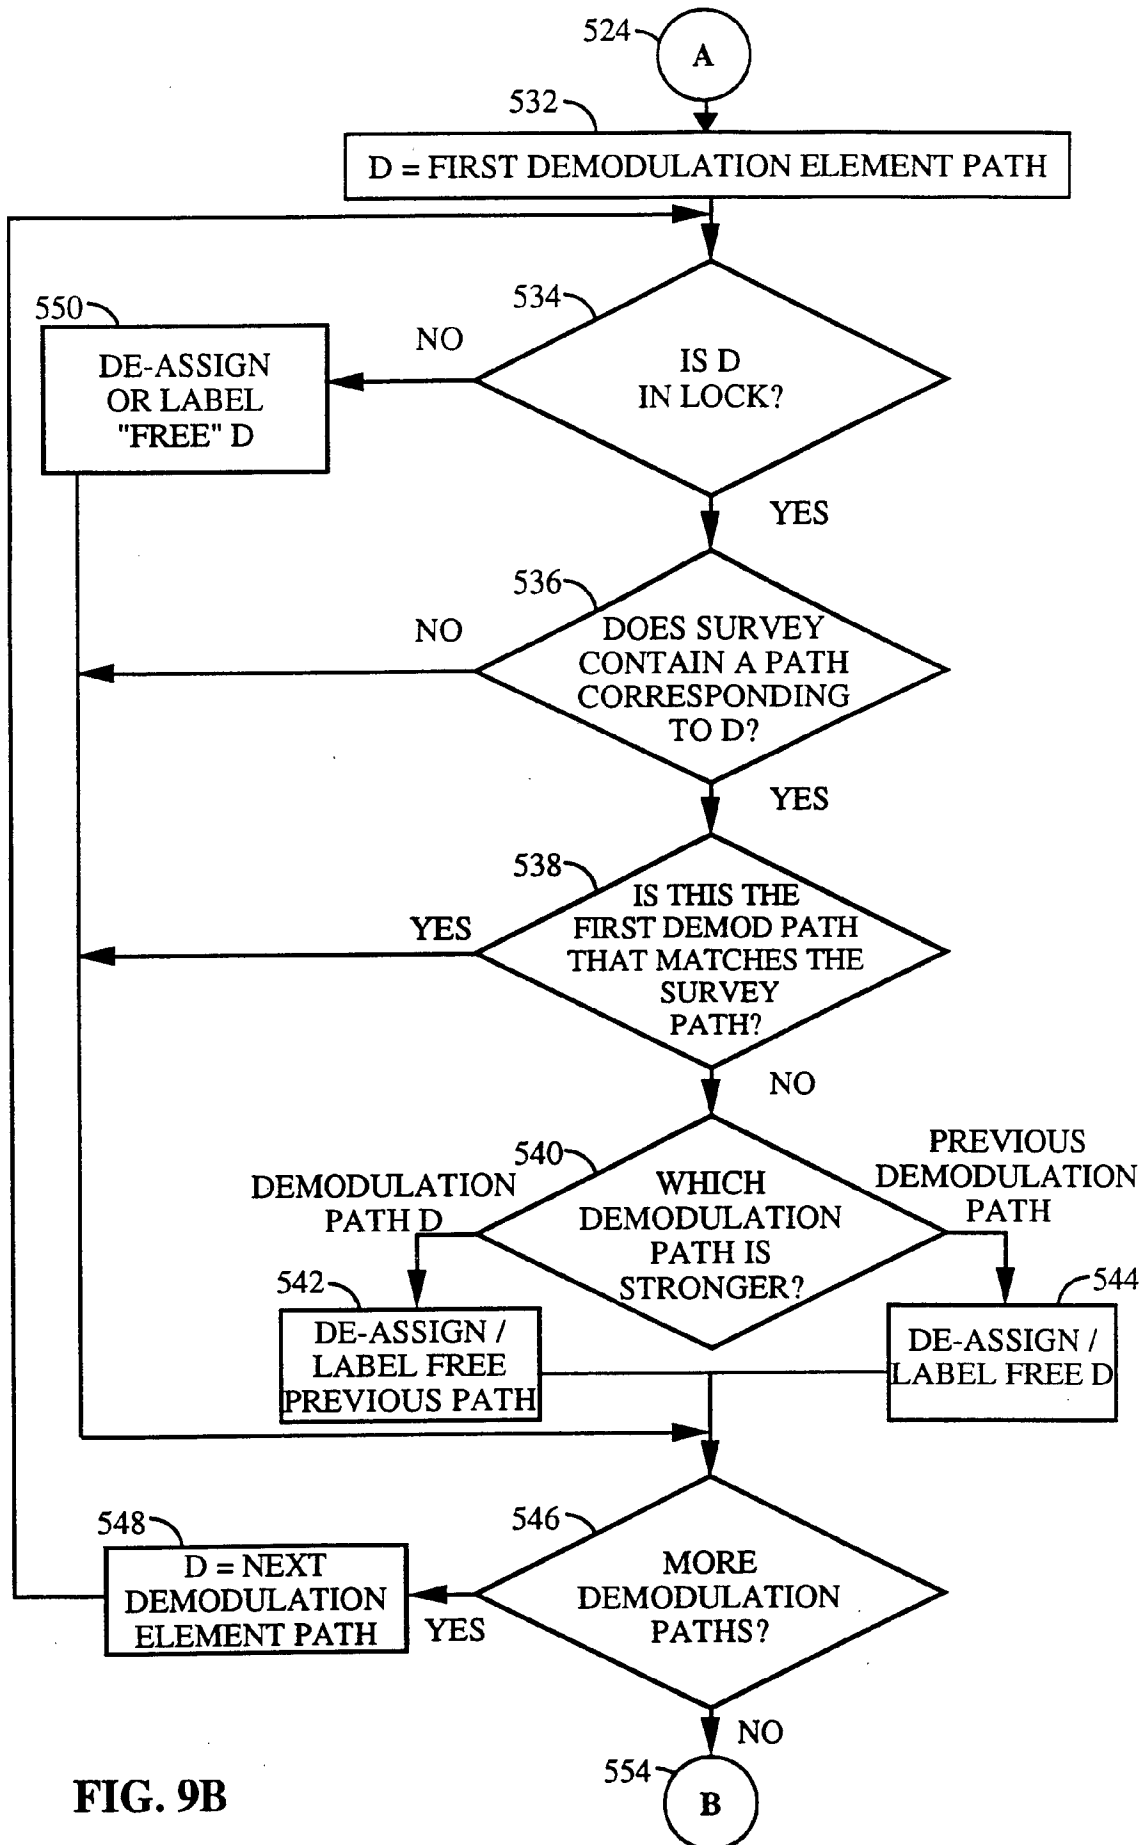 524
A
532
D = FIRST DEMODULATION ELEMENT PATH
550
DE-ASSIGN
OR LABEL
"FREE" D
NO
534
IS D
IN LOCK?
YES
536
NO
DOES SURVEY
CONTAIN A PATH
CORRESPONDING
TO D?
YES
538
YES
IS THIS THE
FIRST DEMOD PATH
THAT MATCHES THE
SURVEY
PATH?
NO
540
WHICH
DEMODULATION
PATH IS
STRONGER?
DEMODULATION
PATH D
PREVIOUS
DEMODULATION
PATH
542
DE-ASSIGN /
LABEL FREE
PREVIOUS PATH
544
DE-ASSIGN /
LABEL FREE D
546
MORE
DEMODULATION
PATHS?
548
D = NEXT
DEMODULATION
ELEMENT PATH
YES
NO
554
B
FIG. 9B